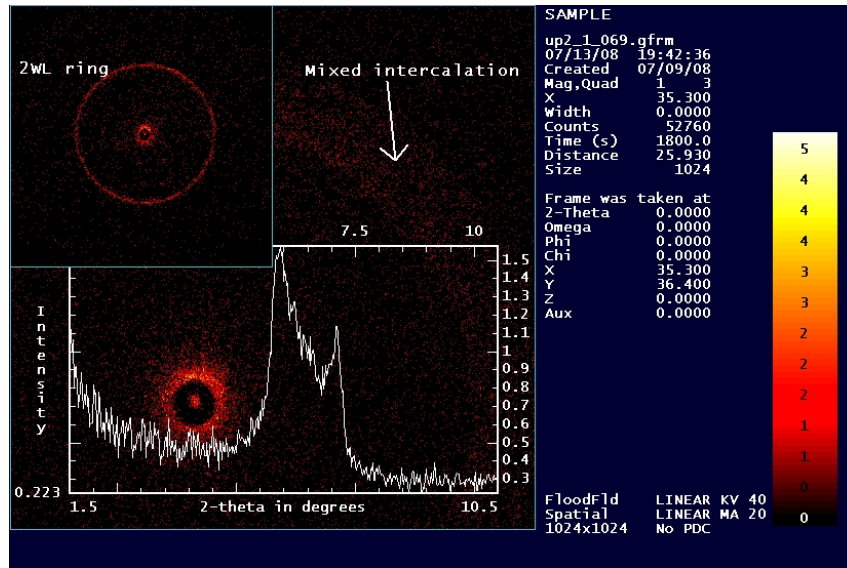 2WL ring
Mixed intercalation
7.5 10
1.5
1.4
1.3
1.2
1.1
1
0.9
0.8
0.7
0.6
0.5
0.4
0.3
Intensity
0.223
1.5 2-theta in degrees 10.5
SAMPLE
up2_1_069.gfrm
07/13/08 19:42:36
Created 07/09/08
Mag,Quad 1 3
X 35.300
Width 0.0000
Counts 52760
Time (s) 1800.0
Distance 25.930
Size 1024
Frame was taken at
2-Theta 0.0000
Omega 0.0000
Phi 0.0000
Chi 0.0000
X 35.300
Y 36.400
Z 0.0000
Aux 0.0000
FloodFld LINEAR KV 40
Spatial LINEAR MA 20
1024x1024 No PDC
5
4
4
4
3
3
2
2
2
1
1
0
0